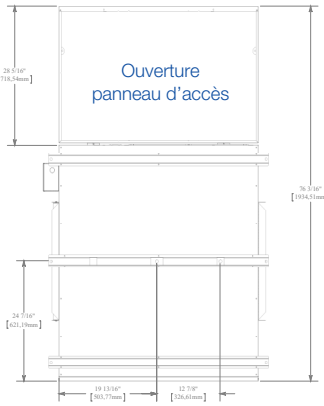 28 5/16"
718,54mm]
Ouverture
panneau d'accès
76 3/16"
[1934,51mm
24 7/16"
[621,19mm]
19 13/16"
[503,77mm]
12 7/8"
[326,61mm]